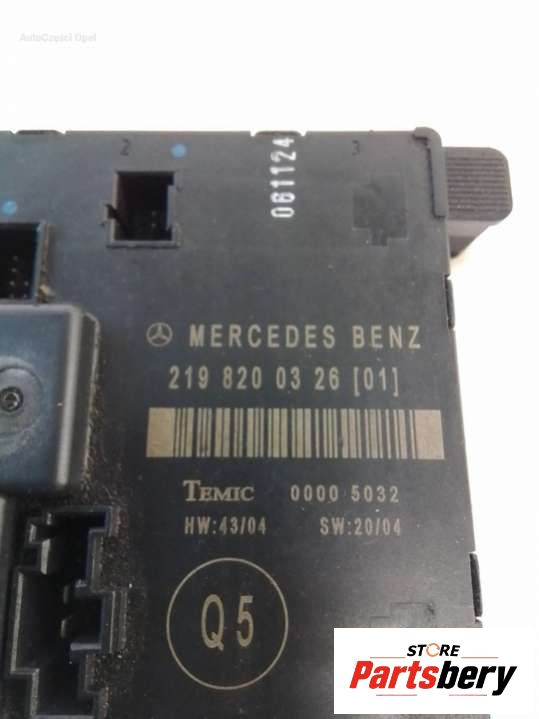 AutoCzęści Opel
2
3
061124
MERCEDES BENZ
219 820 03 26 [01]
TEMIC 0000 5032
HW:43/04 SW:20/04
Q5
STORE
Partsbery